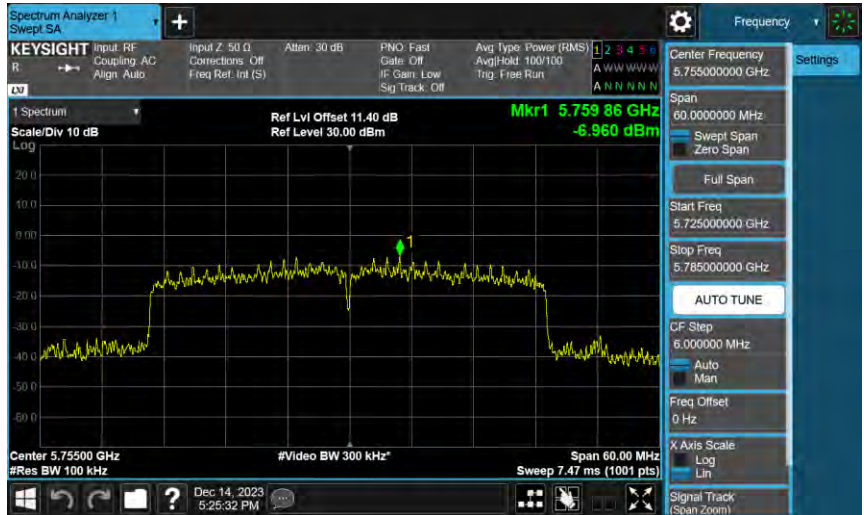 Spectrum Analyzer 1
Swept SA
Frequency
KEYSIGHT
R
LXI
Input: RF
Coupling: AC
Align: Auto
Input Z: 50 Ω
Corrections: Off
Freq Ref: Int (S)
Atten: 30 dB
PNO: Fast
Gate: Off
IF Gain: Low
Sig Track: Off
Avg Type: Power (RMS)
Avg|Hold: 100/100
Trig: Free Run
1 2 3 4 5 6
A W W W W W
A N N N N N
1 Spectrum
Scale/Div 10 dB
Log
Ref Lvl Offset 11.40 dB
Ref Level 30.00 dBm
Mkr1 5.759 86 GHz
-6.960 dBm
20.0
10.0
0.00
-10.0
-20.0
-30.0
-40.0
-50.0
-60.0
1
Center 5.75500 GHz
#Res BW 100 kHz
#Video BW 300 kHz*
Span 60.00 MHz
Sweep 7.47 ms (1001 pts)
?
Dec 14, 2023
5:25:32 PM
Center Frequency
5.755000000 GHz
Settings
Span
60.0000000 MHz
Swept Span
Zero Span
Full Span
Start Freq
5.725000000 GHz
Stop Freq
5.785000000 GHz
AUTO TUNE
CF Step
6.000000 MHz
Auto
Man
Freq Offset
0 Hz
X Axis Scale
Log
Lin
Signal Track
(Span Zoom)